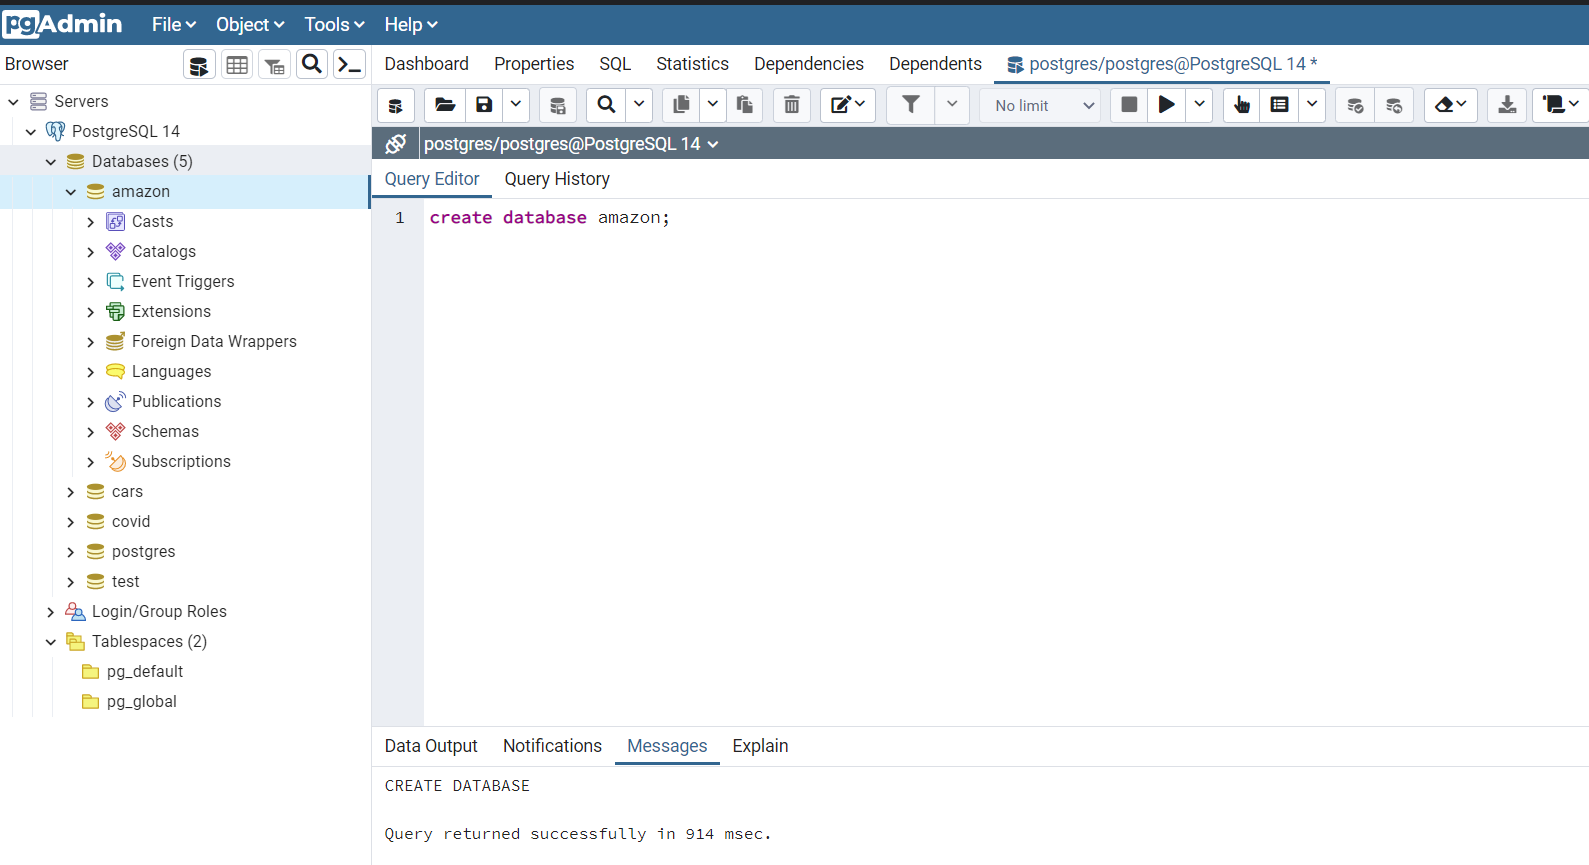 pgAdmin File Object Tools Help
Browser
Dashboard Properties SQL Statistics Dependencies Dependents postgres/postgres@PostgreSQL 14 *
No limit
postgres/postgres@PostgreSQL 14
Query Editor Query History
1 create database amazon;
Servers
PostgreSQL 14
Databases (5)
amazon
Casts
Catalogs
Event Triggers
Extensions
Foreign Data Wrappers
Languages
Publications
Schemas
Subscriptions
cars
covid
postgres
test
Login/Group Roles
Tablespaces (2)
pg_default
pg_global
Data Output Notifications Messages Explain
CREATE DATABASE
Query returned successfully in 914 msec.